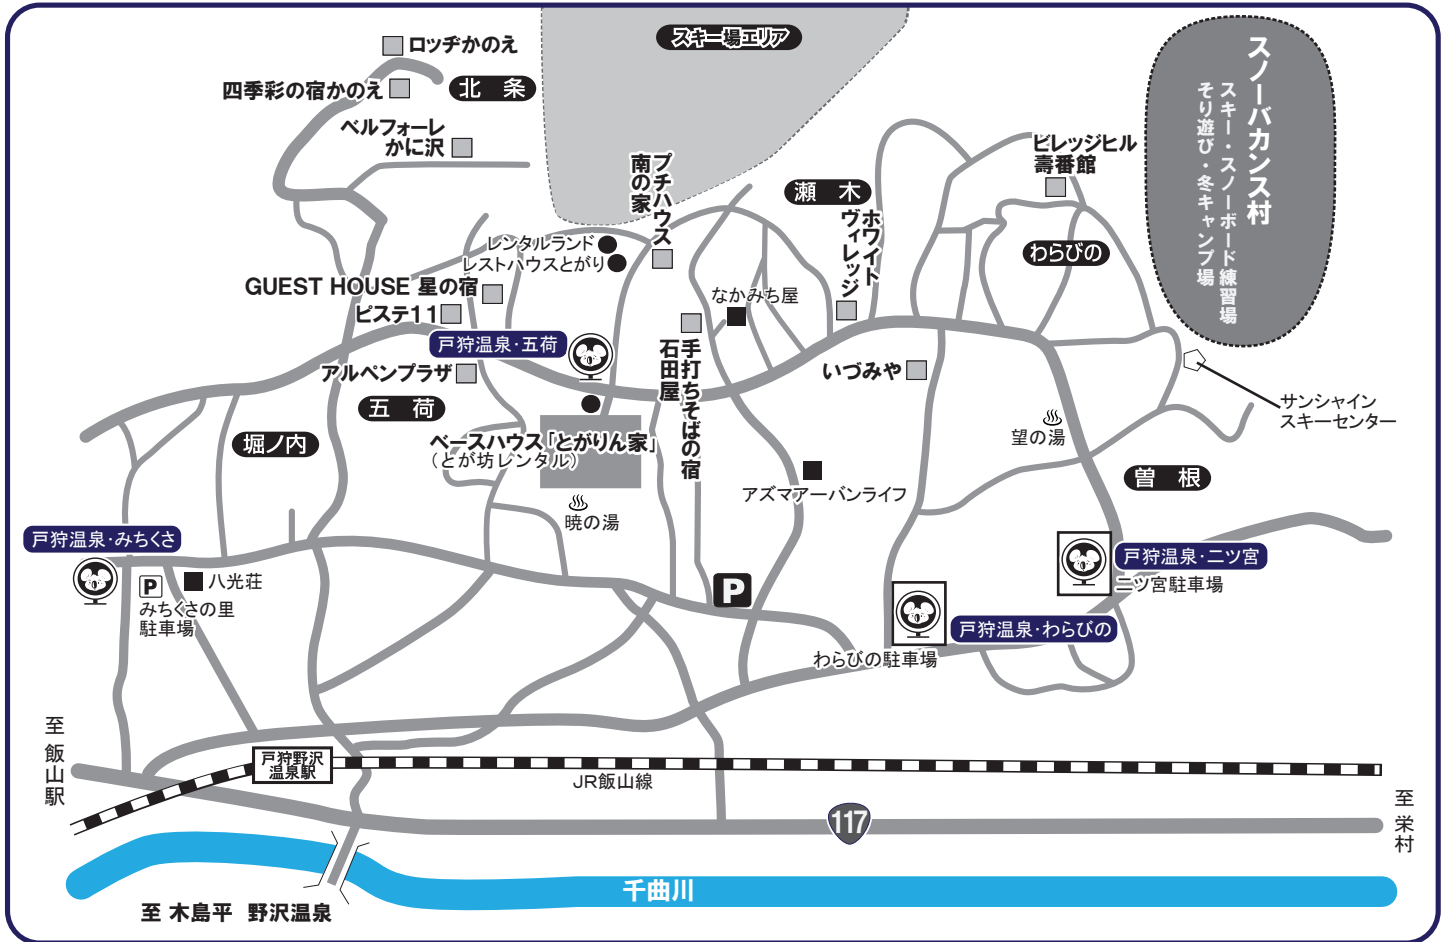 スキー場エリア
ロッヂかのえ
四季彩の宿かのえ
北条
ベルフォーレ
かに沢
プチハウス
南の家
瀬木
ホワイト
ヴィレッジ
ビレッジヒル
壽番館
わらびの
スノーバカンス村
スキー・スノーボード練習場
そり遊び・冬キャンプ場
レンタルランド
レストハウスとがり
GUEST HOUSE 星の宿
ピステ11
戸狩温泉・五荷
なかみち屋
アルペンプラザ
五荷
堀ノ内
手打ちそばの宿
石田屋
いづみや
サンシャイン
スキーセンター
ベースハウス「とがりん家」
(とが坊レンタル)
望の湯
曽根
アズマアーバンライフ
暁の湯
戸狩温泉・みちくさ
P
八光荘
みちくさの里
駐車場
P
戸狩温泉・二ツ宮
二ツ宮駐車場
戸狩温泉・わらびの
わらびの駐車場
至飯山駅
戸狩野沢
温泉駅
JR飯山線
117
至栄村
千曲川
至 木島平 野沢温泉